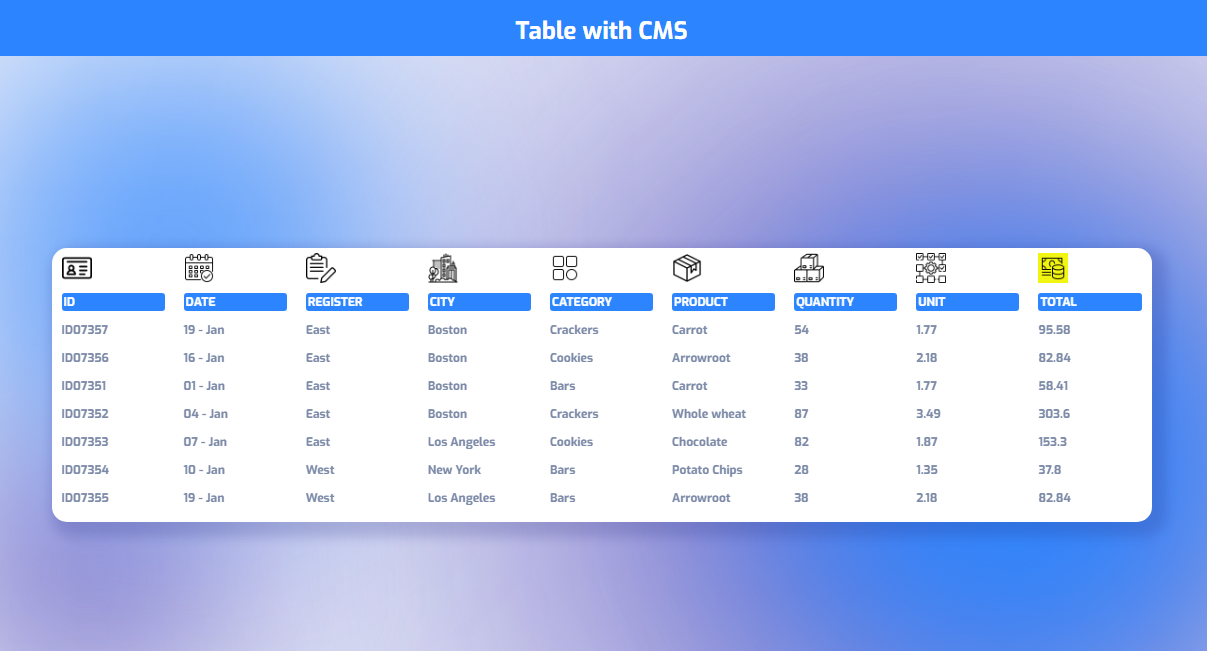 Table with CMS
ID DATE REGISTER CITY CATEGORY PRODUCT QUANTITY UNIT TOTAL
ID07357 19 - Jan East Boston Crackers Carrot 54 1.77 95.58
ID07356 16 - Jan East Boston Cookies Arrowroot 38 2.18 82.84
ID07351 01 - Jan East Boston Bars Carrot 33 1.77 58.41
ID07352 04 - Jan East Boston Crackers Whole wheat 87 3.49 303.6
ID07353 07 - Jan East Los Angeles Cookies Chocolate 82 1.87 153.3
ID07354 10 - Jan West New York Bars Potato Chips 28 1.35 37.8
ID07355 19 - Jan West Los Angeles Bars Arrowroot 38 2.18 82.84